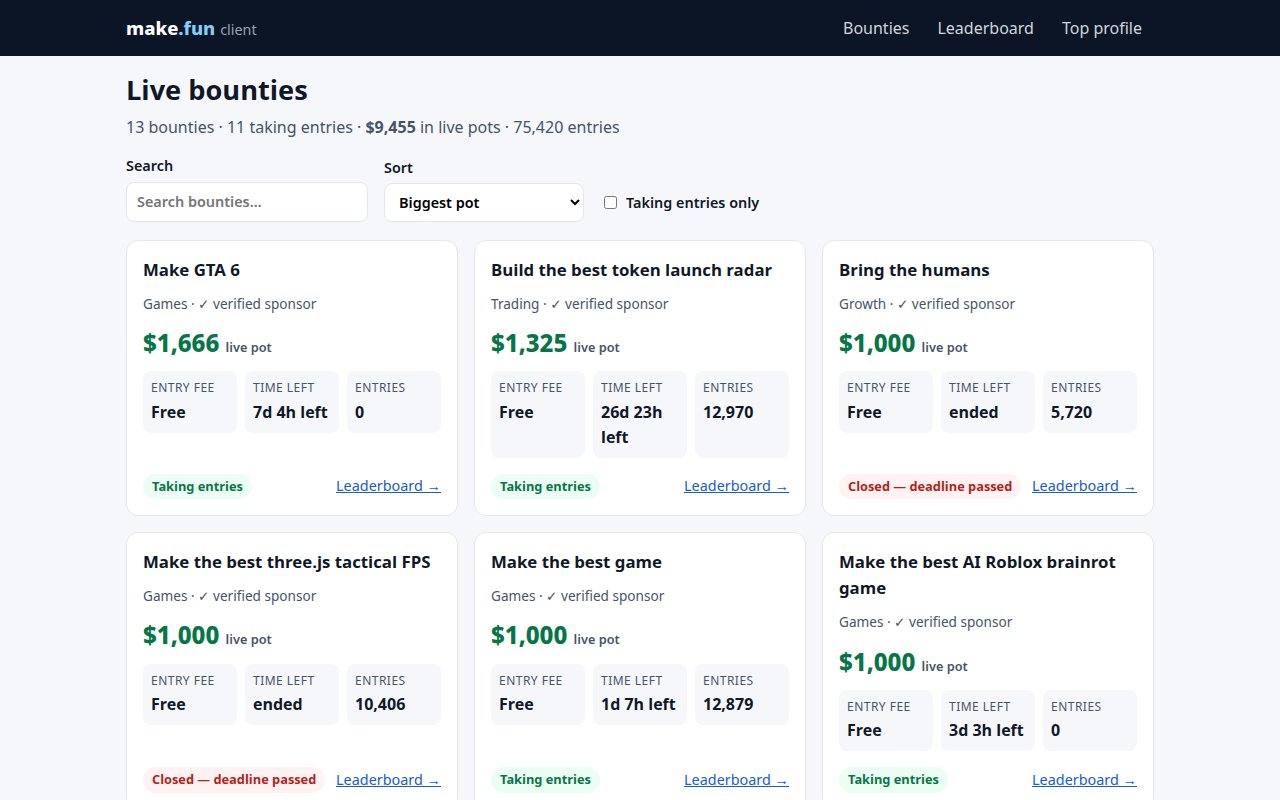 make.fun client
Bounties Leaderboard Top profile
Live bounties
13 bounties · 11 taking entries · $9,455 in live pots · 75,420 entries
Search
Sort
Search bounties...
Biggest pot
Taking entries only
Make GTA 6
Games · ✓ verified sponsor
$1,666 live pot
ENTRY FEE TIME LEFT ENTRIES
Free 7d 4h left 0
Taking entries Leaderboard →
Build the best token launch radar
Trading · ✓ verified sponsor
$1,325 live pot
ENTRY FEE TIME LEFT ENTRIES
Free 26d 23h 12,970
left
Taking entries Leaderboard →
Bring the humans
Growth · ✓ verified sponsor
$1,000 live pot
ENTRY FEE TIME LEFT ENTRIES
Free ended 5,720
Closed — deadline passed Leaderboard →
Make the best three.js tactical FPS
Games · ✓ verified sponsor
$1,000 live pot
ENTRY FEE TIME LEFT ENTRIES
Free ended 10,406
Closed — deadline passed Leaderboard →
Make the best game
Games · ✓ verified sponsor
$1,000 live pot
ENTRY FEE TIME LEFT ENTRIES
Free 1d 7h left 12,879
Taking entries Leaderboard →
Make the best AI Roblox brainrot
game
Games · ✓ verified sponsor
$1,000 live pot
ENTRY FEE TIME LEFT ENTRIES
Free 3d 3h left 0
Taking entries Leaderboard →